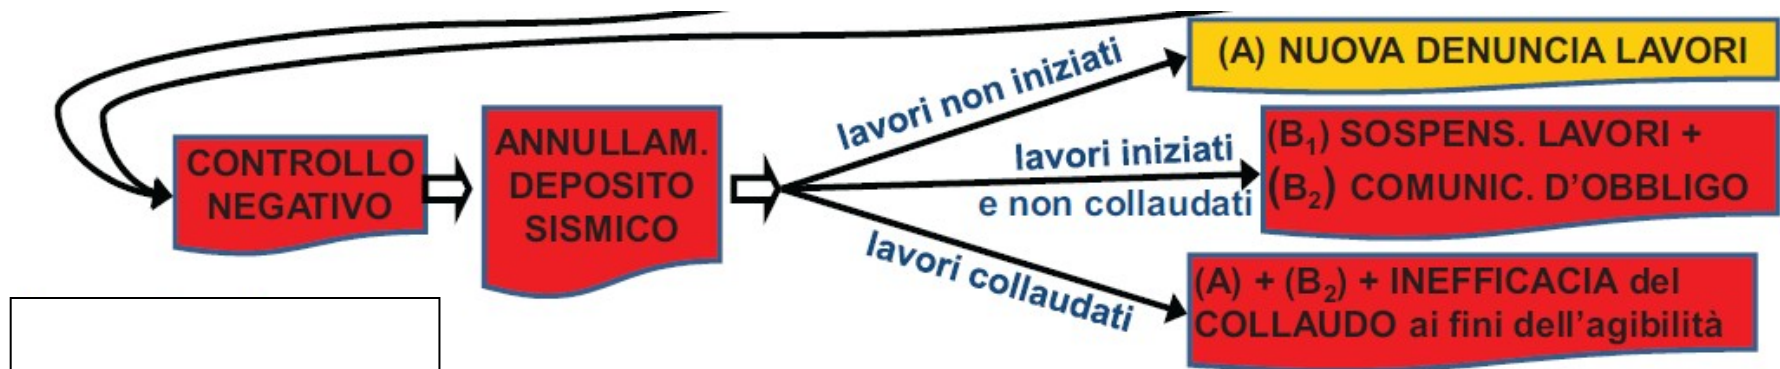 CONTROLLO
NEGATIVO
ANNULLAM.
DEPOSITO
SISMICO
lavori non iniziati
(A) NUOVA DENUNCIA LAVORI
lavori iniziati
e non collaudati
(B₁) SOSPENS. LAVORI +
(B₂) COMUNIC. D'OBBLIGO
lavori collaudati
(A) + (B₂) + INEFFICACIA del
COLLAUDO ai fini dell'agibilità